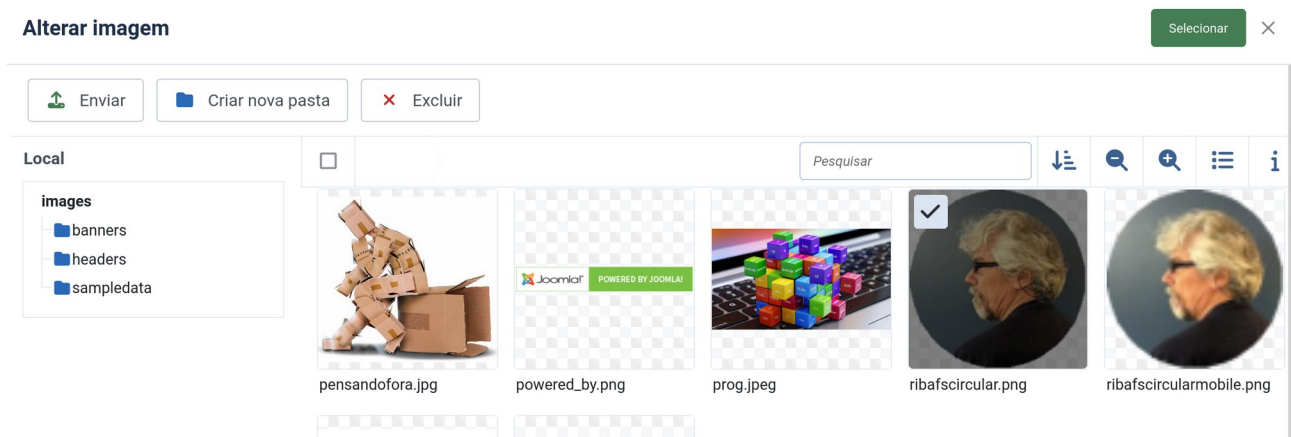 Alterar imagem
Selecionar
Enviar
Criar nova pasta
Excluir
Local
Pesquisar
images
banners
headers
sampledata
Joomla!
POWERED BY JOOMLA!
pensandofora.jpg
powered_by.png
prog.jpeg
ribafscircular.png
ribafscircularmobile.png